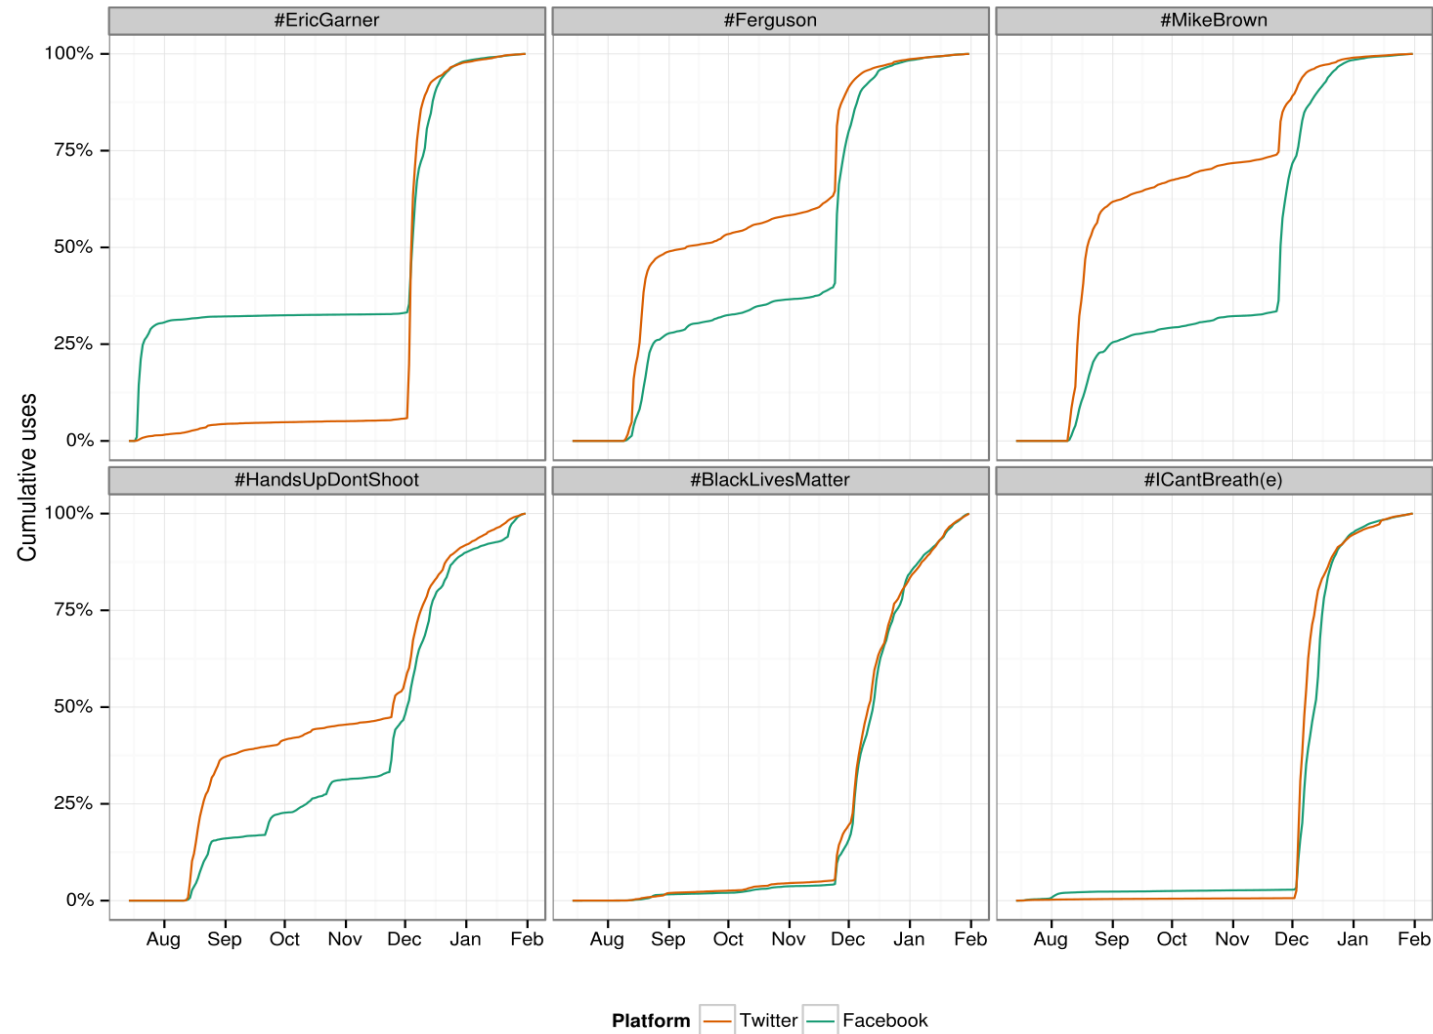 #EricGarner #Ferguson #MikeBrown
100%
75%
50%
25%
0%
Cumulative uses
#HandsUpDontShoot #BlackLivesMatter #ICantBreath(e)
100%
75%
50%
25%
0%
Aug Sep Oct Nov Dec Jan Feb Aug Sep Oct Nov Dec Jan Feb Aug Sep Oct Nov Dec Jan Feb
Platform Twitter Facebook